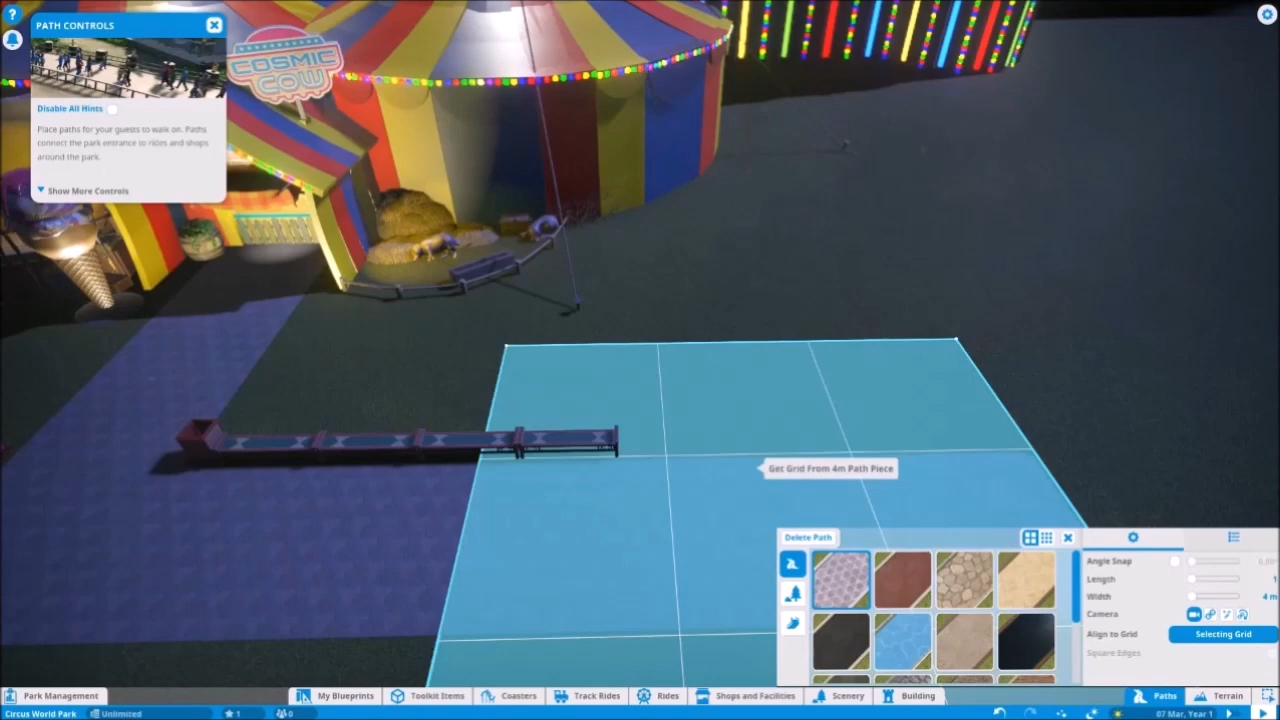 ?
PATH CONTROLS
COSMIC
COW
Disable All Hints
Place paths for your guests to walk on. Paths
connect the park entrance to rides and shops
around the park.
Show More Controls
Get Grid From 4m Path Piece
Delete Path
Angle Snap
Length 1
Width 4 m
Camera
Align to Grid Selecting Grid
Square Edges
Park Management My Blueprints Toolkit Items Coasters Track Rides Rides Shops and Facilities Scenery Building Paths Terrain
Circus World Park Unlimited 1 0 07 Mar, Year 1